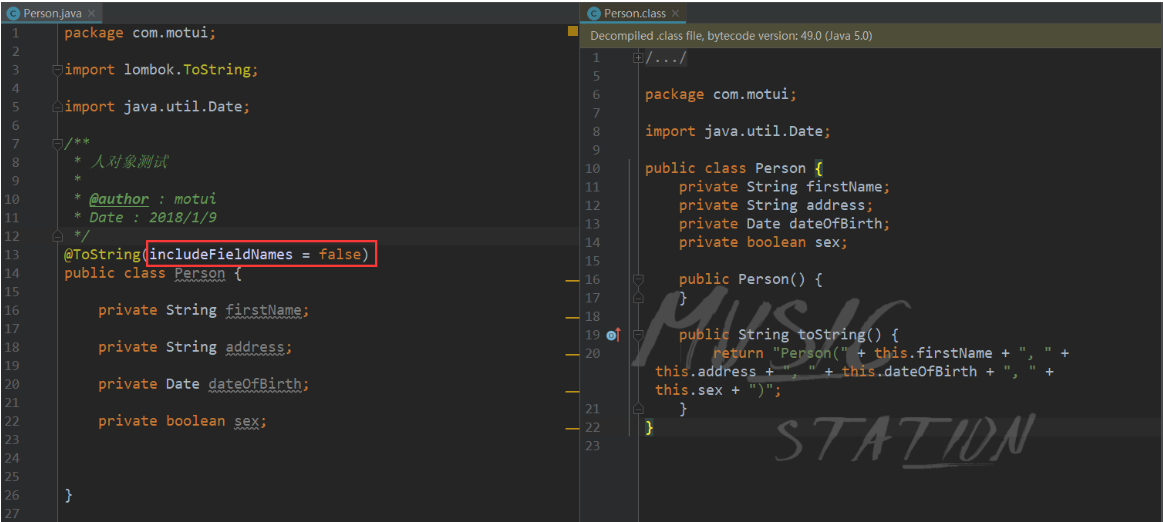 Person.java
1 package com.motui;
2
3 import lombok.ToString;
4
5 import java.util.Date;
6
7 /**
8 * 人对象测试
9 *
10 * @author : motui
11 * Date : 2018/1/9
12 */
13 @ToString(includeFieldNames = false)
14 public class Person {
15
16 private String firstName;
17
18 private String address;
19
20 private Date dateOfBirth;
21
22 private boolean sex;
23
24
25
26 }
27
Person.class
Decompiled .class file, bytecode version: 49.0 (Java 5.0)
1 /.../
5
6 package com.motui;
7
8 import java.util.Date;
9
10 public class Person {
11 private String firstName;
12 private String address;
13 private Date dateOfBirth;
14 private boolean sex;
15
16 public Person() {
17 }
18
19 public String toString() {
20 return "Person(" + this.firstName + ", " +
this.address + ", " + this.dateOfBirth + ", " +
this.sex + ")";
21 }
22 }
23
MUSIC
STATION